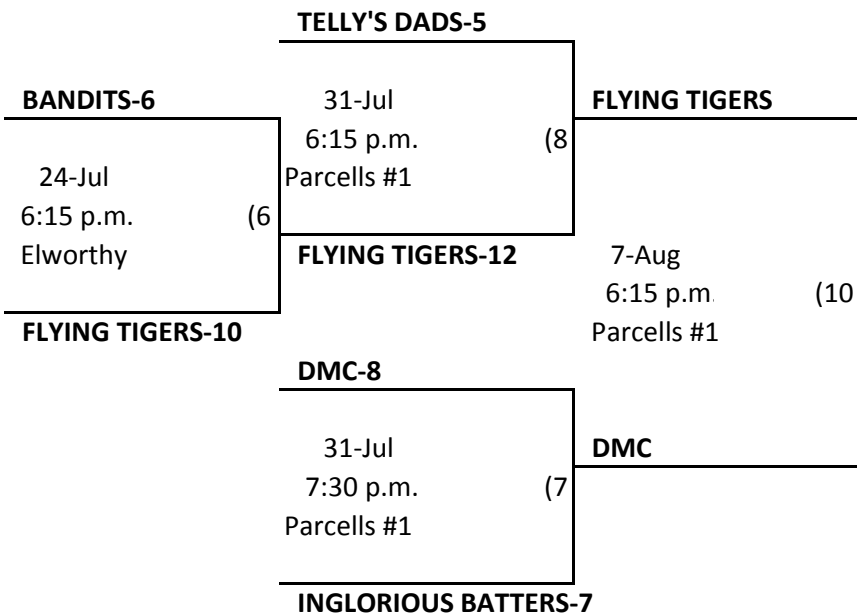 TELLY'S DADS-5
BANDITS-6
31-Jul
FLYING TIGERS
6:15 p.m.
(8
24-Jul
Parcells #1
6:15 p.m.
(6
Elworthy
FLYING TIGERS-12
7-Aug
6:15 p.m.
(10
FLYING TIGERS-10
Parcells #1
DMC-8
31-Jul
DMC
7:30 p.m.
(7
Parcells #1
INGLORIOUS BATTERS-7